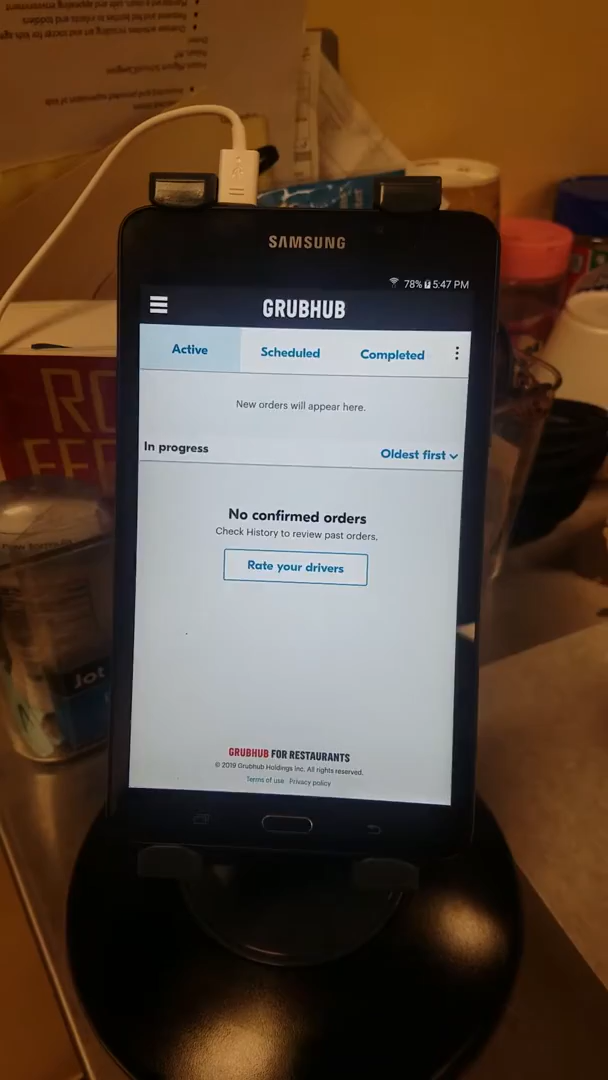 SAMSUNG
78% 5:47 PM
GRUBHUB
Active
Scheduled
Completed
New orders will appear here.
In progress
Oldest first
No confirmed orders
Check History to review past orders.
Rate your drivers
GRUBHUB FOR RESTAURANTS
© 2019 Grubhub Holdings Inc. All rights reserved.
Terms of use Privacy policy
Jot